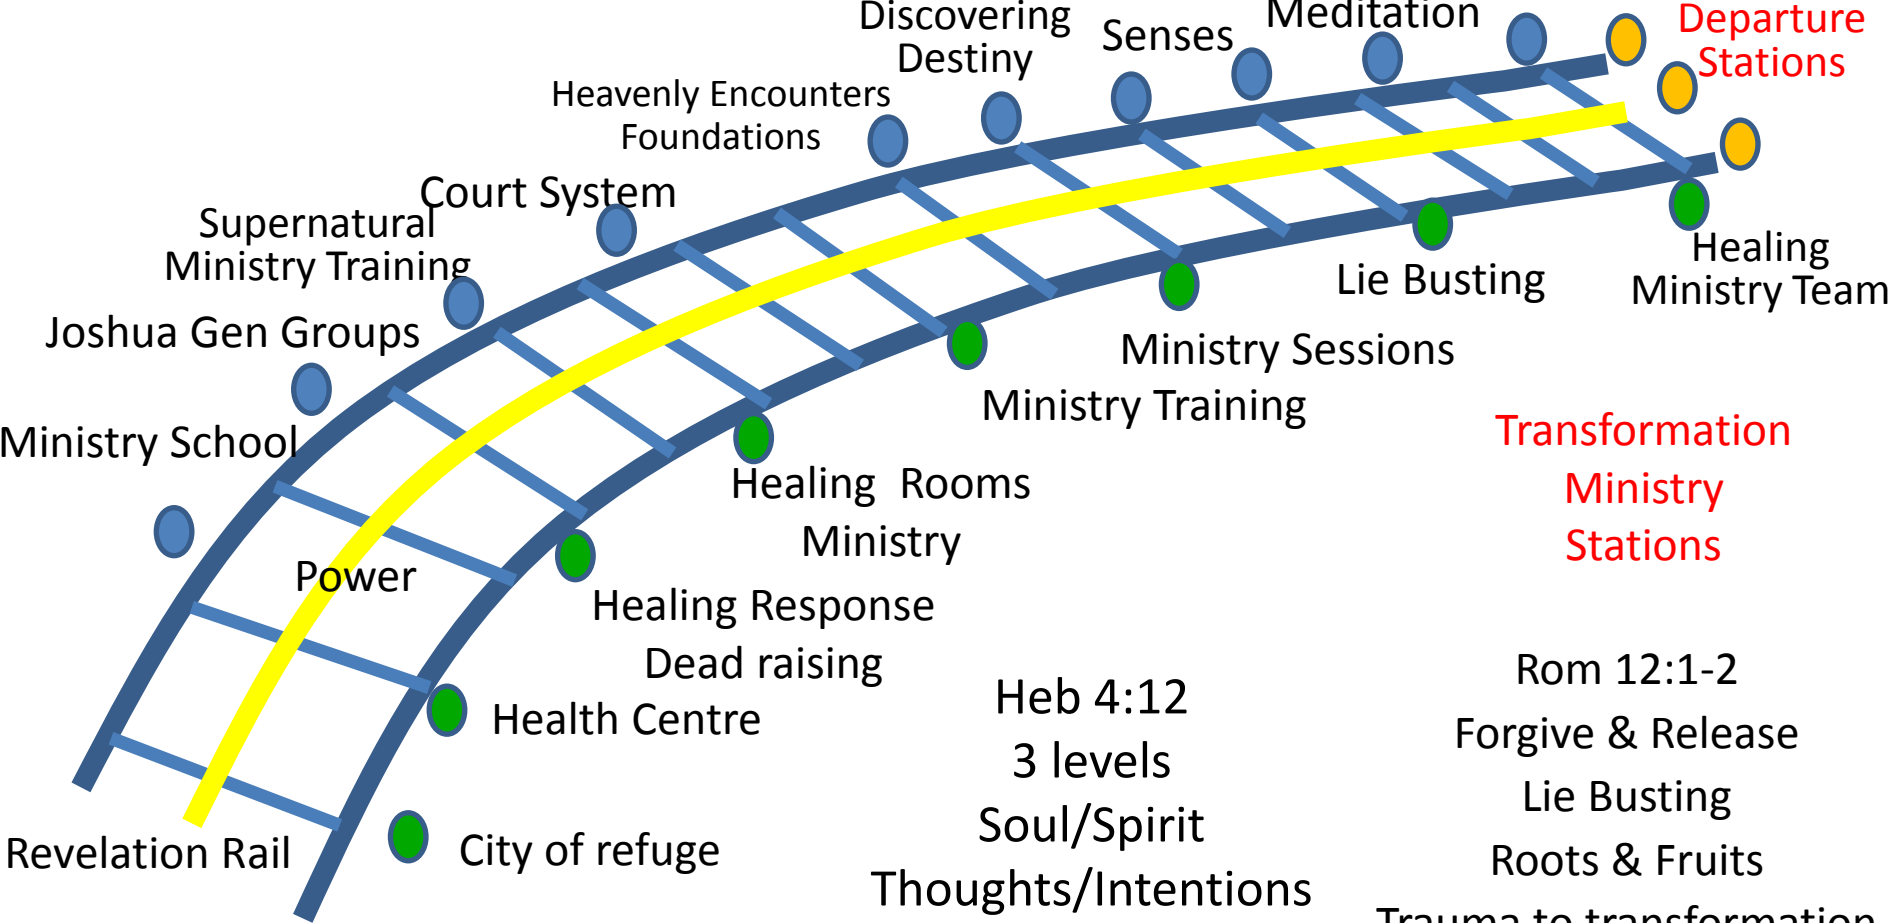 Discovering
Destiny
Senses
Meditation
Departure
Stations
Heavenly Encounters
Foundations
Court System
Supernatural
Ministry Training
Joshua Gen Groups
Ministry School
Power
Revelation Rail
Healing
Ministry Team
Lie Busting
Ministry Sessions
Ministry Training
Healing Rooms
Ministry
Healing Response
Dead raising
Health Centre
City of refuge
Transformation
Ministry
Stations
Heb 4:12
3 levels
Soul/Spirit
Thoughts/Intentions
Rom 12:1-2
Forgive & Release
Lie Busting
Roots & Fruits
Trauma to transformation